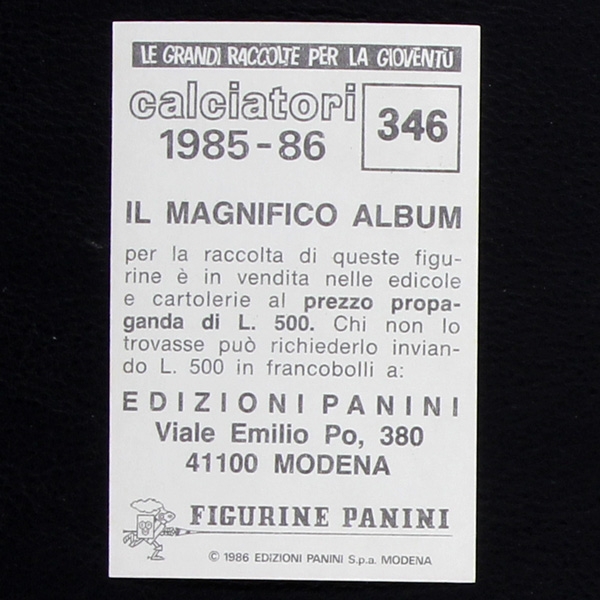 LE GRANDI RACCOLTE PER LA GIOVENTÙ
calciatori
1985-86
346
IL MAGNIFICO ALBUM
per la raccolta di queste figu-
rine è in vendita nelle edicole
e cartolerie al prezzo propa-
ganda di L. 500. Chi non lo
trovasse può richiederlo invian-
do L. 500 in francobolli a:
EDIZIONI PANINI
Viale Emilio Po, 380
41100 MODENA
FIGURINE PANINI
© 1986 EDIZIONI PANINI S.p.a. MODENA